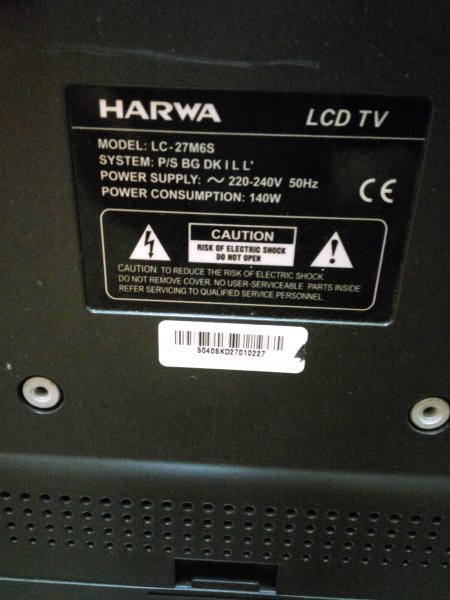 HARWA LCD TV
MODEL: LC-27M6S
SYSTEM: P/S BG DK I L L'
POWER SUPPLY: ～ 220-240V 50Hz
POWER CONSUMPTION: 140W
CE
CAUTION
RISK OF ELECTRIC SHOCK
DO NOT OPEN
CAUTION: TO REDUCE THE RISK OF ELECTRIC SHOCK
DO NOT REMOVE COVER. NO USER-SERVICEABLE PARTS INSIDE
REFER SERVICING TO QUALIFIED SERVICE PERSONNEL
5040SKD27010227